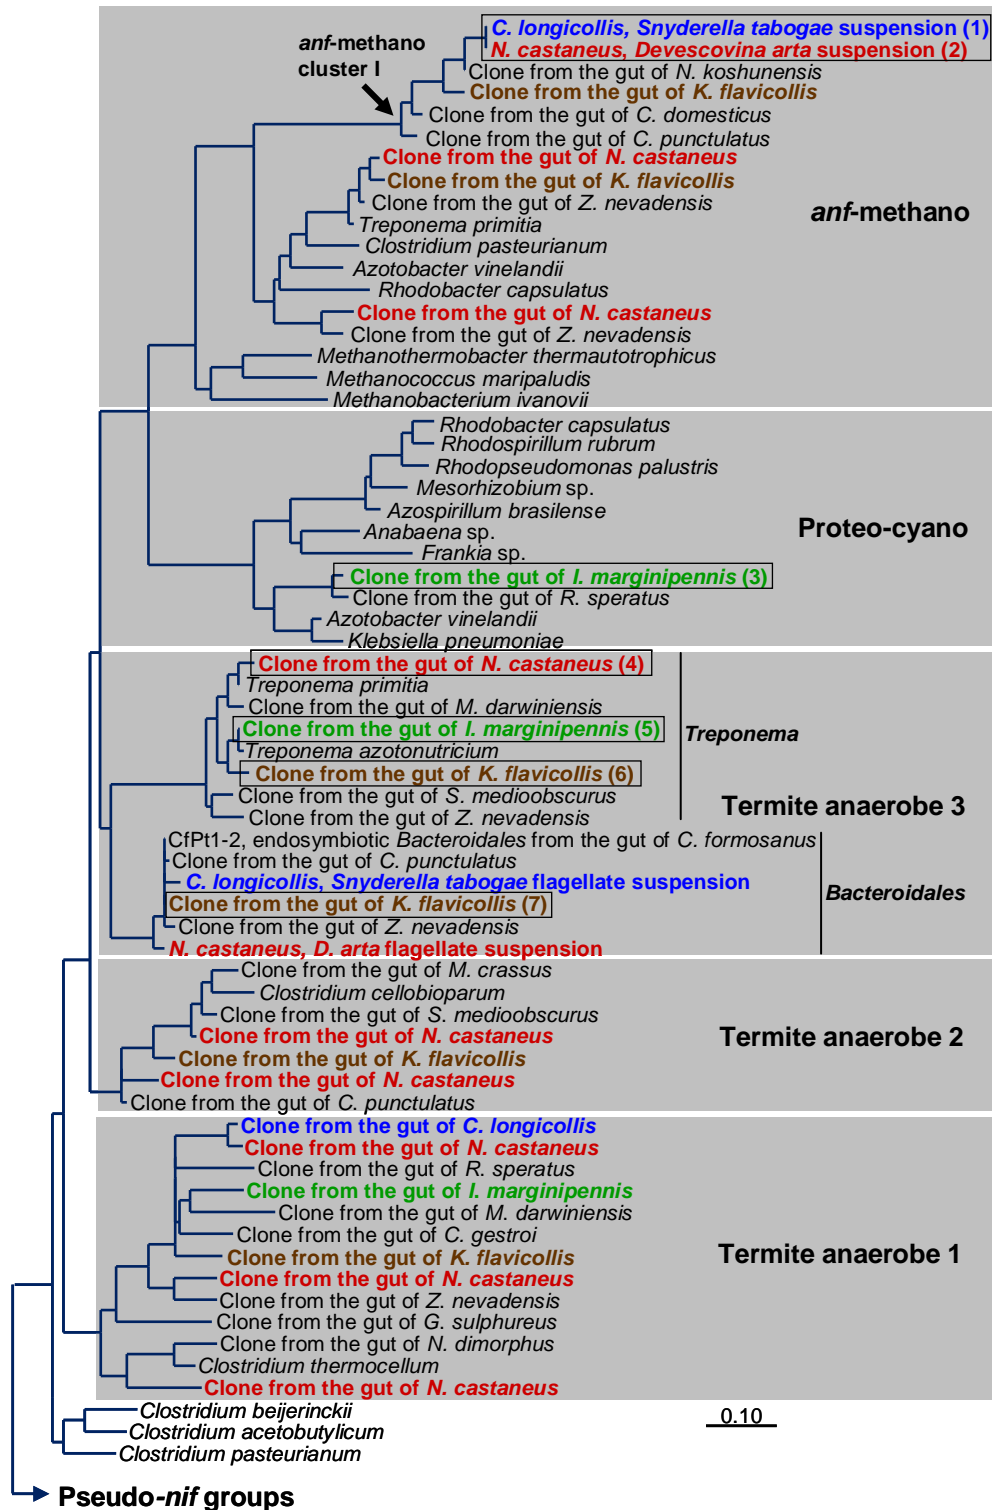 anf-methano
cluster I
C. longicollis, Snyderella tabogae suspension (1)
N. castaneus, Devescovina arta suspension (2)
Clone from the gut of N. koshunensis
Clone from the gut of K. flavicollis
Clone from the gut of C. domesticus
Clone from the gut of C. punctulatus
Clone from the gut of N. castaneus
Clone from the gut of K. flavicollis
Clone from the gut of Z. nevadensis
anf-methano
Treponema primitia
Clostridium pasteurianum
Azotobacter vinelandii
Rhodobacter capsulatus
Clone from the gut of N. castaneus
Clone from the gut of Z. nevadensis
Methanothermobacter thermautotrophicus
Methanococcus maripaludis
Methanobacterium ivanovii
Rhodobacter capsulatus
Rhodospirillum rubrum
Rhodopseudomonas palustris
Mesorhizobium sp.
Azospirillum brasilense
Proteo-cyano
Anabaena sp.
Frankia sp.
Clone from the gut of I. marginipennis (3)
Clone from the gut of R. speratus
Azotobacter vinelandii
Klebsiella pneumoniae
Clone from the gut of N. castaneus (4)
Treponema primitia
Clone from the gut of M. darwiniensis
Clone from the gut of I. marginipennis (5)
Treponema
Treponema azotonutricium
Clone from the gut of K. flavicollis (6)
Clone from the gut of S. medioobscurus
Termite anaerobe 3
Clone from the gut of Z. nevadensis
CfPt1-2, endosymbiotic Bacteroidales from the gut of C. formosanus
Clone from the gut of C. punctulatus
C. longicollis, Snyderella tabogae flagellate suspension
Bacteroidales
Clone from the gut of K. flavicollis (7)
Clone from the gut of Z. nevadensis
N. castaneus, D. arta flagellate suspension
Clone from the gut of M. crassus
Clostridium cellobioparum
Clone from the gut of S. medioobscurus
Clone from the gut of N. castaneus
Termite anaerobe 2
Clone from the gut of K. flavicollis
Clone from the gut of N. castaneus
Clone from the gut of C. punctulatus
Clone from the gut of C. longicollis
Clone from the gut of N. castaneus
Clone from the gut of R. speratus
Clone from the gut of I. marginipennis
Clone from the gut of M. darwiniensis
Clone from the gut of C. gestroi
Clone from the gut of K. flavicollis
Termite anaerobe 1
Clone from the gut of N. castaneus
Clone from the gut of Z. nevadensis
Clone from the gut of G. sulphureus
Clone from the gut of N. dimorphus
Clostridium thermocellum
Clone from the gut of N. castaneus
Clostridium beijerinckii
0.10
Clostridium acetobutylicum
Clostridium pasteurianum
Pseudo-nif groups